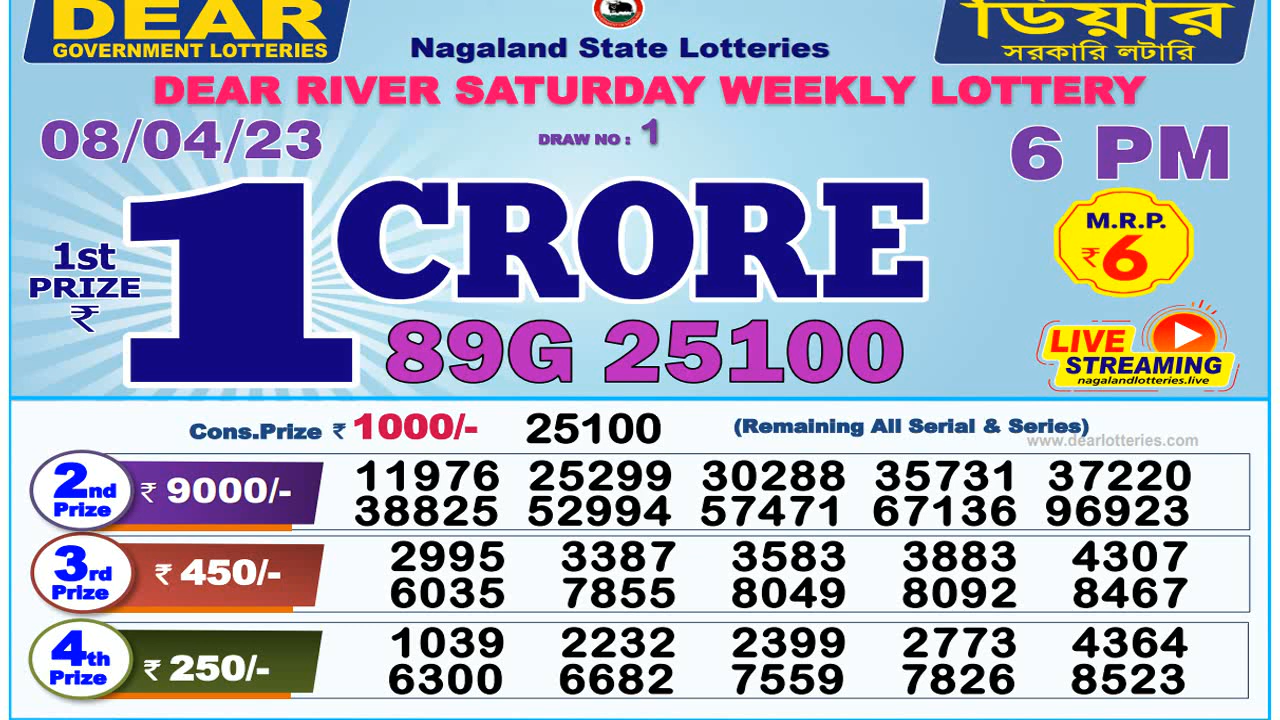 DEAR
GOVERNMENT LOTTERIES
Nagaland State Lotteries
ডিয়ার
সরকারি লটারি
DEAR RIVER SATURDAY WEEKLY LOTTERY
08/04/23
DRAW NO : 1
6 PM
1st
PRIZE
₹
1 CRORE
89G 25100
M.R.P.
₹6
LIVE
STREAMING
nagalandlotteries.live
Cons.Prize ₹ 1000/- 25100 (Remaining All Serial & Series)
www.dearlotteries.com
2nd Prize ₹ 9000/-
11976 25299 30288 35731 37220
38825 52994 57471 67136 96923
3rd Prize ₹ 450/-
2995 3387 3583 3883 4307
6035 7855 8049 8092 8467
4th Prize ₹ 250/-
1039 2232 2399 2773 4364
6300 6682 7559 7826 8523